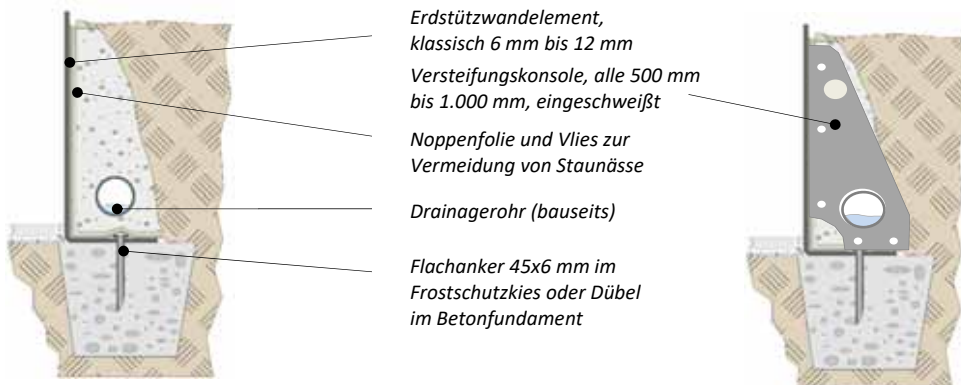 Erdstützwandelement,
klassisch 6 mm bis 12 mm
Versteifungskonsole, alle 500 mm
bis 1.000 mm, eingeschweißt
Noppenfolie und Vlies zur
Vermeidung von Staunässe
Drainagerohr (bauseits)
Flachanker 45x6 mm im
Frostschutzkies oder Dübel
im Betonfundament